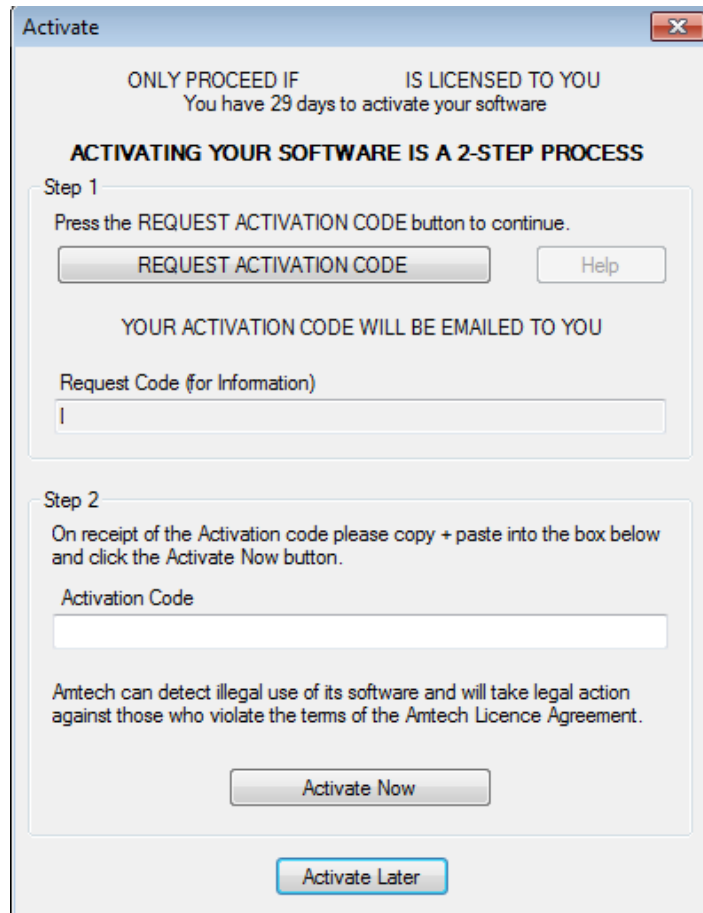 Activate
ONLY PROCEED IF IS LICENSED TO YOU
You have 29 days to activate your software
ACTIVATING YOUR SOFTWARE IS A 2-STEP PROCESS
Step 1
Press the REQUEST ACTIVATION CODE button to continue.
REQUEST ACTIVATION CODE Help
YOUR ACTIVATION CODE WILL BE EMAILED TO YOU
Request Code (for Information)
Step 2
On receipt of the Activation code please copy + paste into the box below
and click the Activate Now button.
Activation Code
Amtech can detect illegal use of its software and will take legal action
against those who violate the terms of the Amtech Licence Agreement.
Activate Now
Activate Later